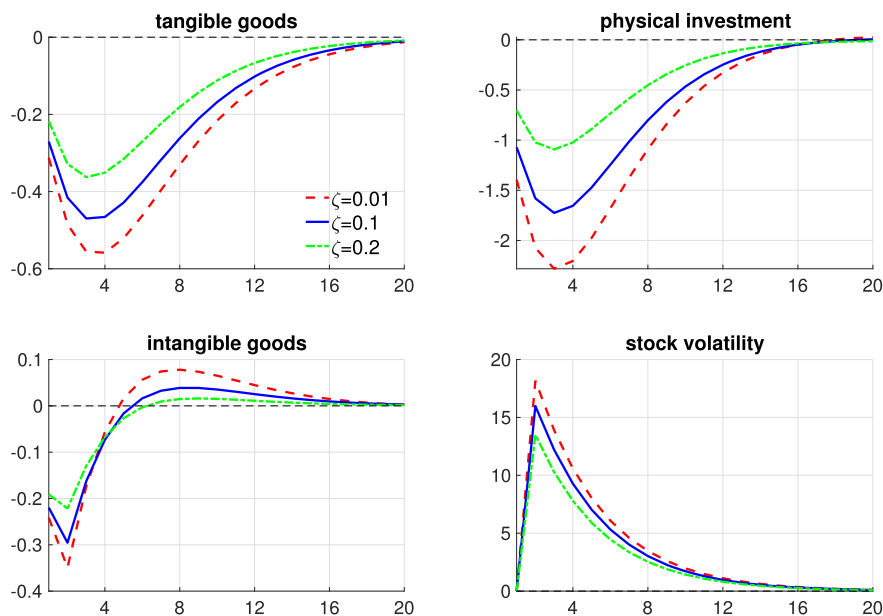 tangible goods
0
-0.2
-0.4
-0.6
4 8 12 16 20
ζ=0.01
ζ=0.1
ζ=0.2
physical investment
0
-0.5
-1
-1.5
-2
4 8 12 16 20
intangible goods
0.1
0
-0.1
-0.2
-0.3
-0.4
4 8 12 16 20
stock volatility
20
15
10
5
0
4 8 12 16 20